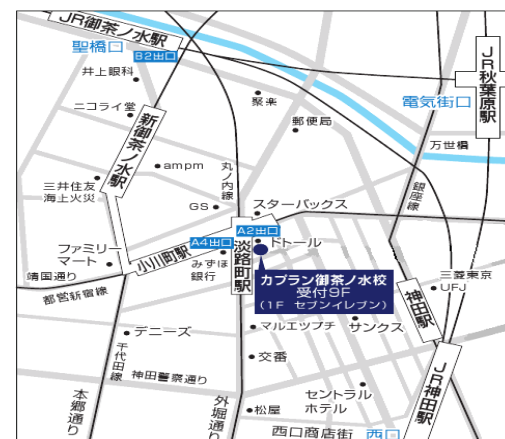 JR御茶ノ水駅
聖橋口
B2出口
井上眼科
ニコライ堂
聚楽
郵便局
電気街口
JR秋葉原駅
万世橋
新御茶ノ水駅
ampm
丸ノ内線
三井住友
海上火災
GS
スターバックス
銀座線
A2出口
A4出口
ドトール
ファミリー
マート
小川町駅
みずほ
銀行
淡路町駅
靖国通り
都営新宿線
カプラン御茶ノ水校
受付9F
(1F セブンイレブン)
三菱東京
UFJ
神田駅
マルエツプチ
サンクス
デニーズ
千代田線
交番
神田警察通り
JR神田駅
セントラル
ホテル
本郷通り
外堀通り
松屋
西口商店街
西口